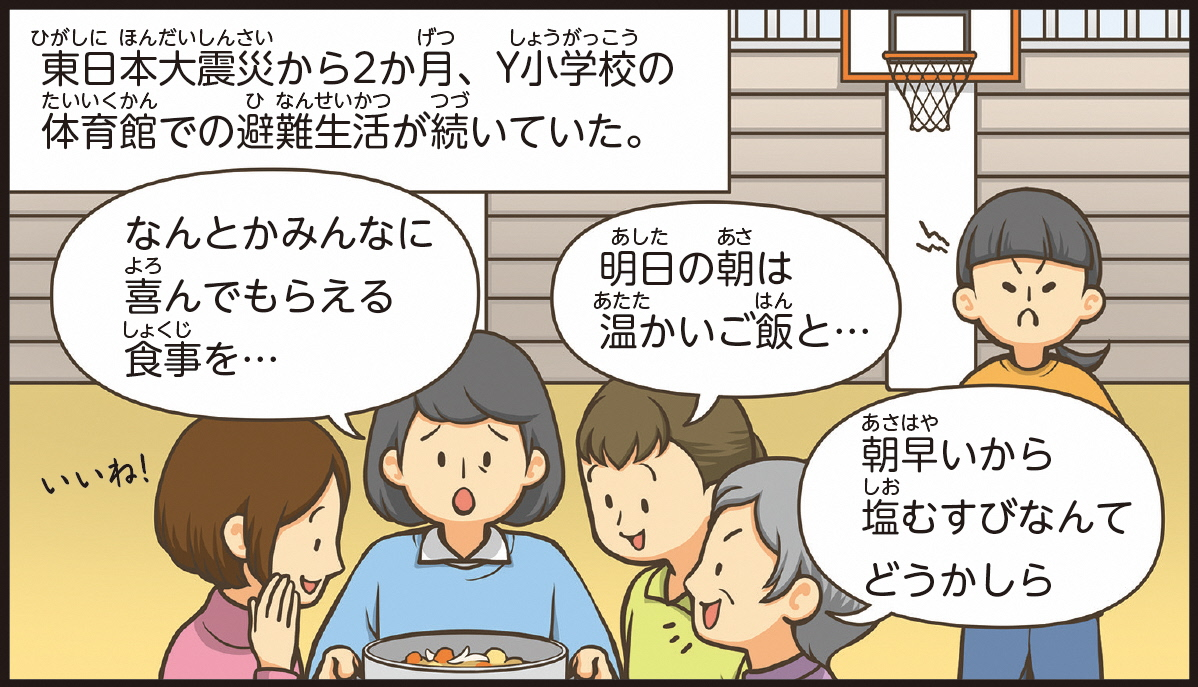 東日本大震災から2か月、Y小学校の
体育館での避難生活が続いていた。
なんとかみんなに
喜んでもらえる
食事を…
明日の朝は
温かいご飯と…
朝早いから
塩むすびなんて
どうかしら
いいね!